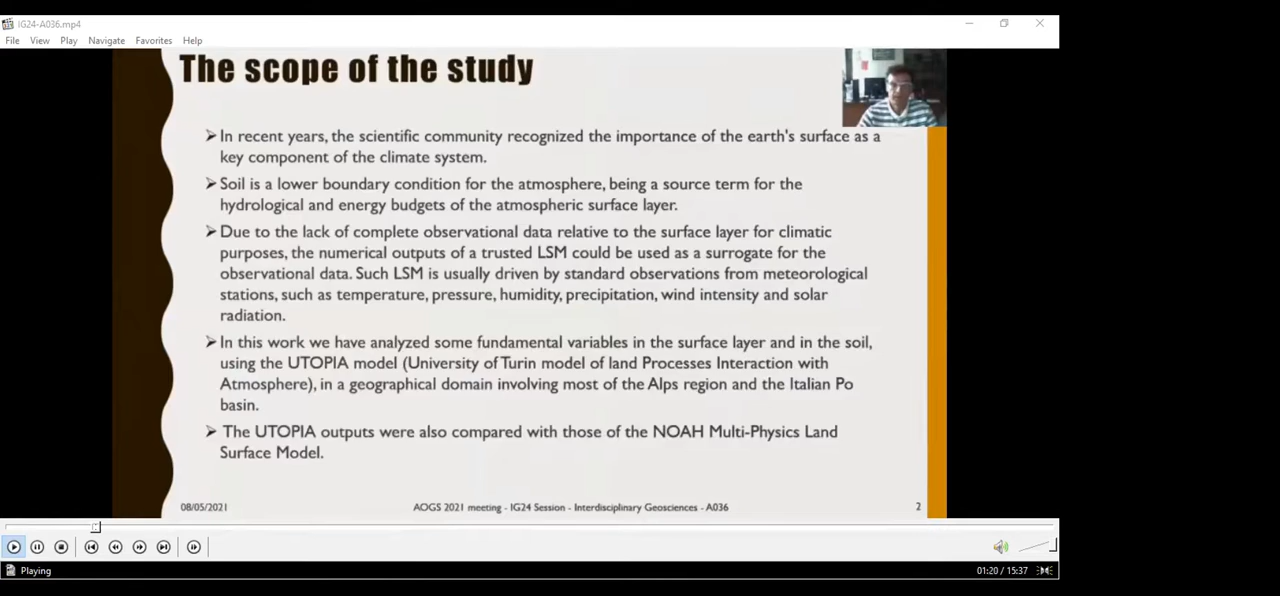 IG24-A036.mp4
File View Play Navigate Favorites Help
The scope of the study
➤In recent years, the scientific community recognized the importance of the earth's surface as a
key component of the climate system.
➤Soil is a lower boundary condition for the atmosphere, being a source term for the
hydrological and energy budgets of the atmospheric surface layer.
➤Due to the lack of complete observational data relative to the surface layer for climatic
purposes, the numerical outputs of a trusted LSM could be used as a surrogate for the
observational data. Such LSM is usually driven by standard observations from meteorological
stations, such as temperature, pressure, humidity, precipitation, wind intensity and solar
radiation.
➤In this work we have analyzed some fundamental variables in the surface layer and in the soil,
using the UTOPIA model (University of Turin model of land Processes Interaction with
Atmosphere), in a geographical domain involving most of the Alps region and the Italian Po
basin.
➤ The UTOPIA outputs were also compared with those of the NOAH Multi-Physics Land
Surface Model.
08/05/2021 AOGS 2021 meeting - IG24 Session - Interdisciplinary Geosciences - A036 2
Playing 01:20 / 15:37